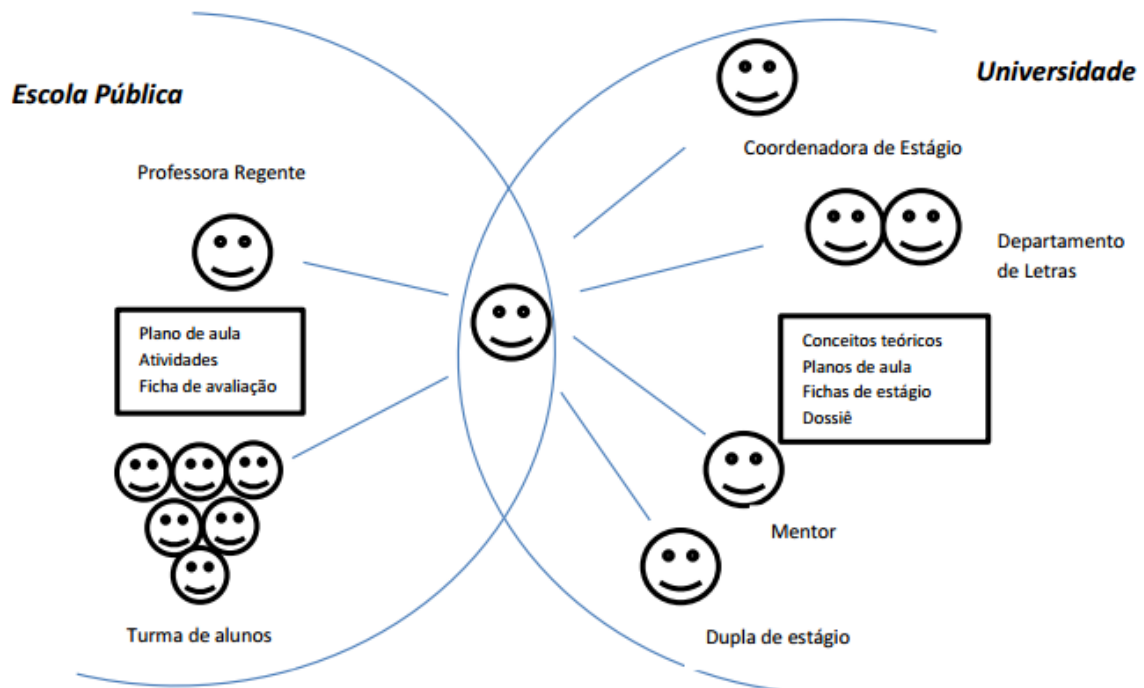 Escola Pública
Professora Regente
Plano de aula
Atividades
Ficha de avaliação
Turma de alunos
Universidade
Coordenadora de Estágio
Departamento
de Letras
Conceitos teóricos
Planos de aula
Fichas de estágio
Dossiê
Mentor
Dupla de estágio